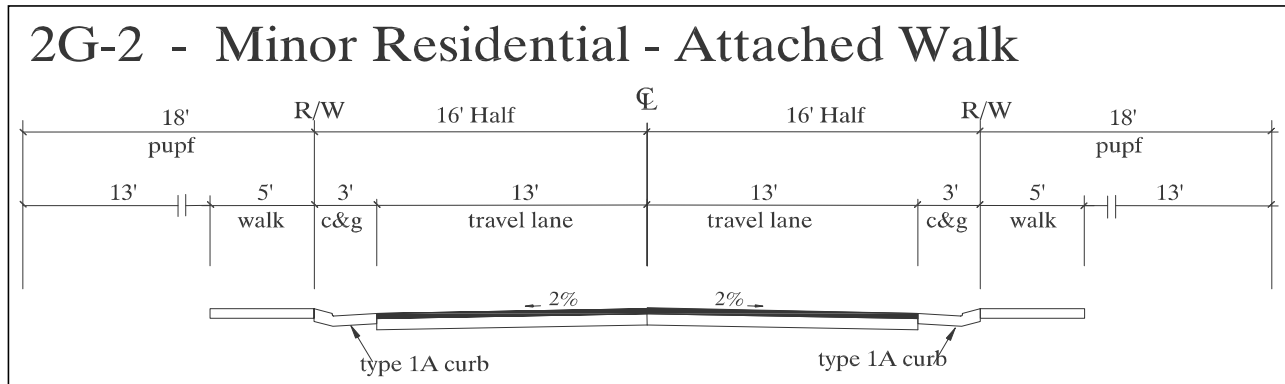 2G-2 - Minor Residential - Attached Walk
18' R/W 16' Half ℄ 16' Half R/W 18'
pupf pupf
13' 5' 3' 13' 13' 3' 5' 13'
walk c&g travel lane travel lane c&g walk
2% 2%
type 1A curb type 1A curb